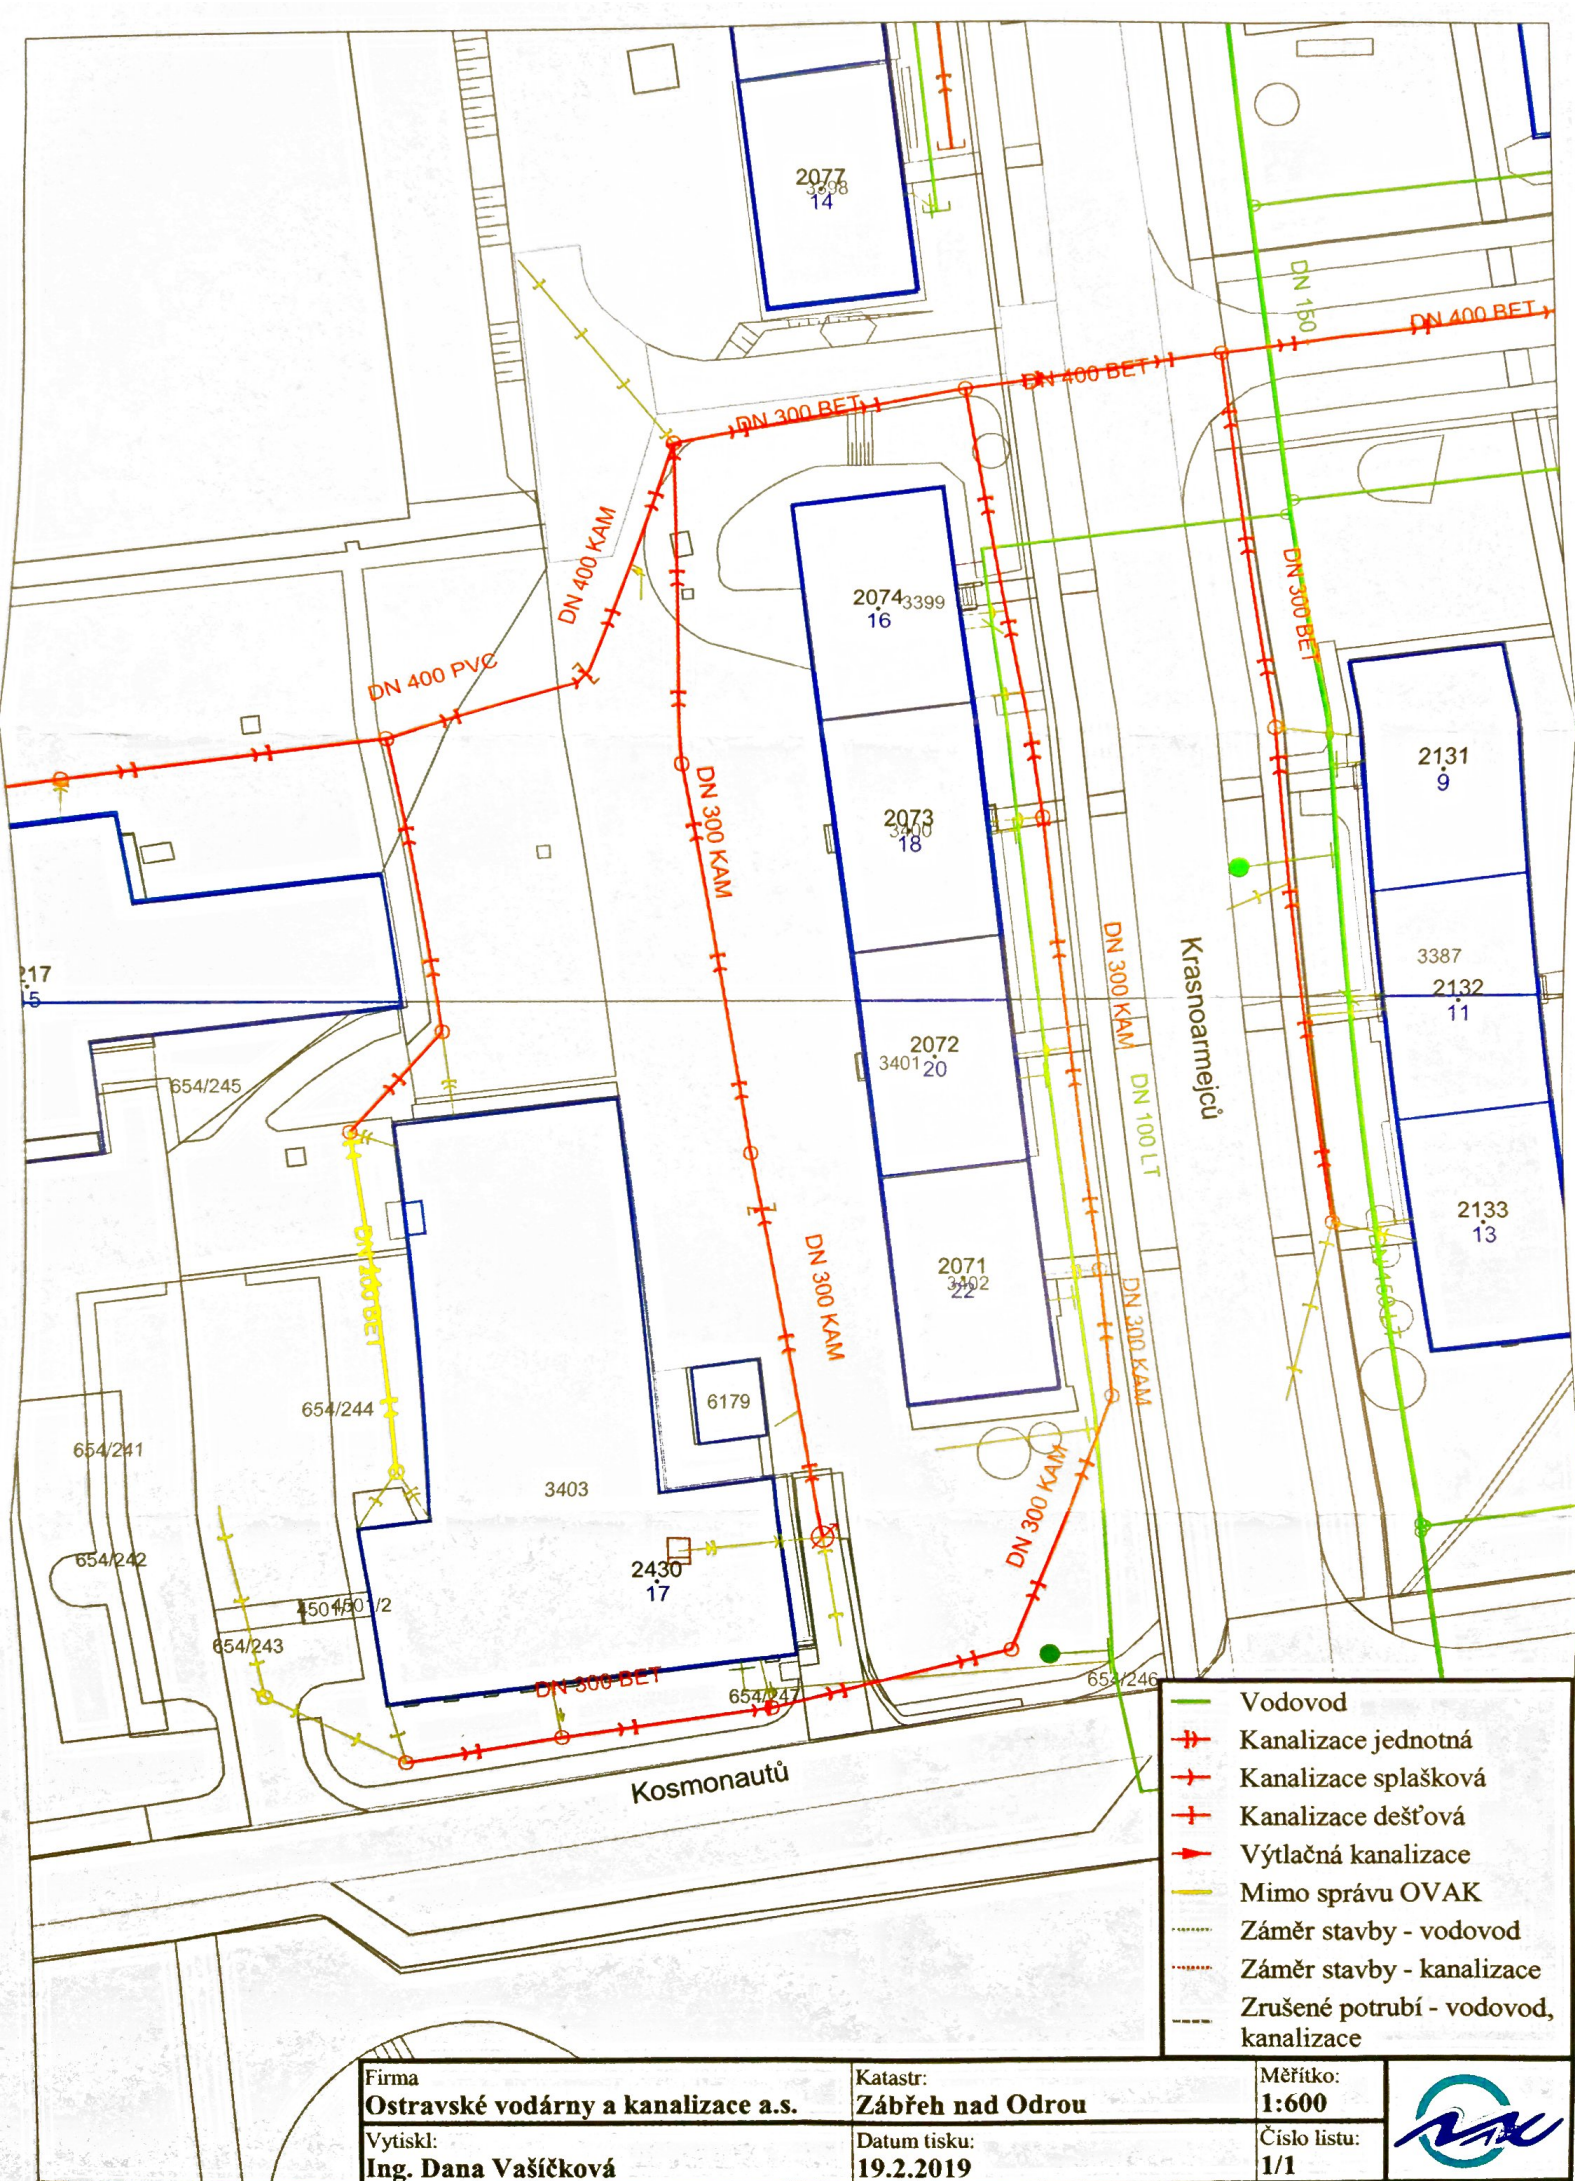 2077
3398
14
DN 150
DN 400 BET
DN 400 BET
DN 300 BET
DN 400 KAM
DN 300 BET
2074 3399
16
DN 400 PVC
2131
9
DN 300 KAM
2073
3400
18
DN 300 KAM
Krasnoarmejců
3387
2132
11
217
5
2072
3401
20
654/245
DN 100 LT
2133
13
DN 300 KAM
2071
3402
22
DN 300 KAM
DN 150 LT
654/244
6179
654/241
3403
DN 300 KAM
654/242
2430
17
4501/2
654/243
DN 300 BET
654/247
654/246
Kosmonautů
Vodovod
Kanalizace jednotná
Kanalizace splašková
Kanalizace dešťová
Výtlačná kanalizace
Mimo správu OVAK
Záměr stavby - vodovod
Záměr stavby - kanalizace
Zrušené potrubí - vodovod,
kanalizace
Firma
Ostravské vodárny a kanalizace a.s.
Katastr:
Zábřeh nad Odrou
Měřítko:
1:600
Vytiskl:
Ing. Dana Vašíčková
Datum tisku:
19.2.2019
Číslo listu:
1/1